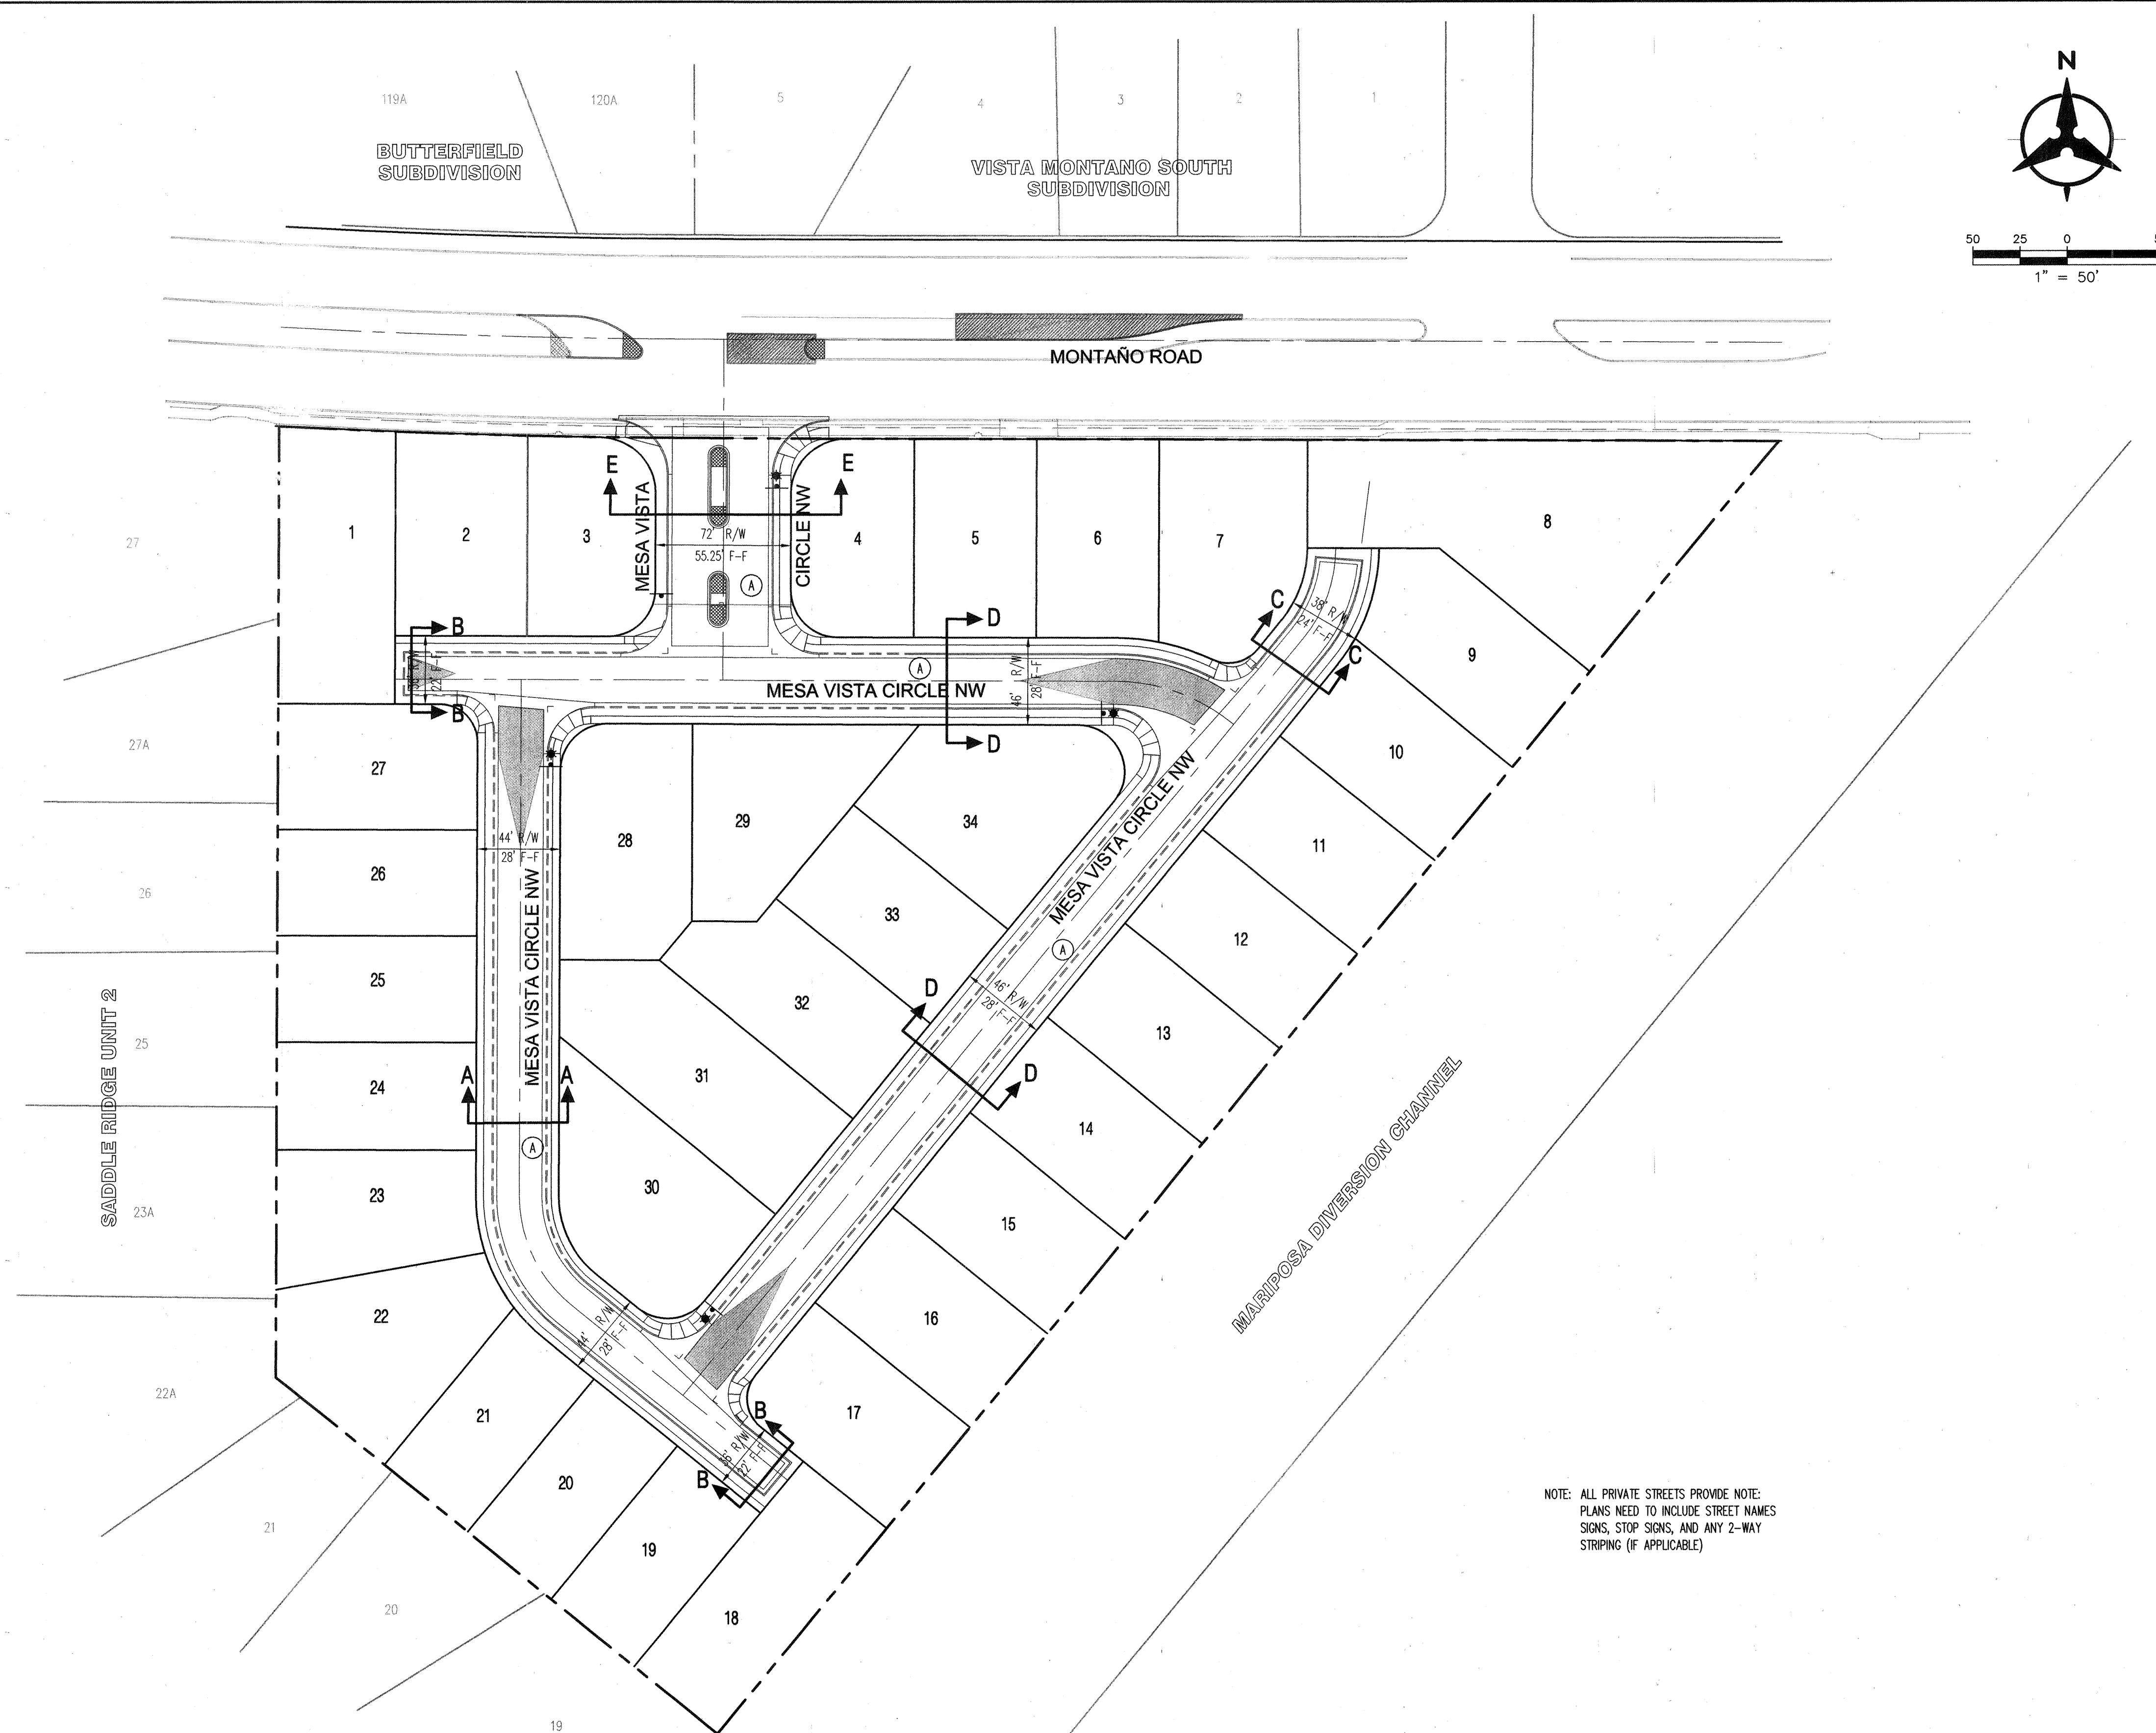 119A
120A
5
4
3
2
1
N
BUTTERFIELD
SUBDIVISION
VISTA MONTANO SOUTH
SUBDIVISION
50 25 0
1" = 50'
MONTAÑO ROAD
E
E
MESA VISTA
CIRCLE NW
72' R/W
55.25' F-F
A
27
1
2
3
4
5
6
7
8
B
B
D
D
C
C
38' R/W
24' F-F
22' F-F
A
MESA VISTA CIRCLE NW
46' R/W
28' F-F
9
27A
27
10
28
29
34
MESA VISTA CIRCLE NW
44' R/W
28' F-F
11
26
26
33
A
12
25
MESA VISTA CIRCLE NW
32
D
D
46' R/W
28' F-F
13
SADDLE RIDGE UNIT 2
25
24
A
A
31
14
MARIPOSA DIVERSION CHANNEL
A
23
23A
30
15
22
16
44' R/W
28' F-F
22A
21
17
B
B
R/W
22' F-F
20
21
19
20
18
19
NOTE: ALL PRIVATE STREETS PROVIDE NOTE:
PLANS NEED TO INCLUDE STREET NAMES
SIGNS, STOP SIGNS, AND ANY 2-WAY
STRIPING (IF APPLICABLE)